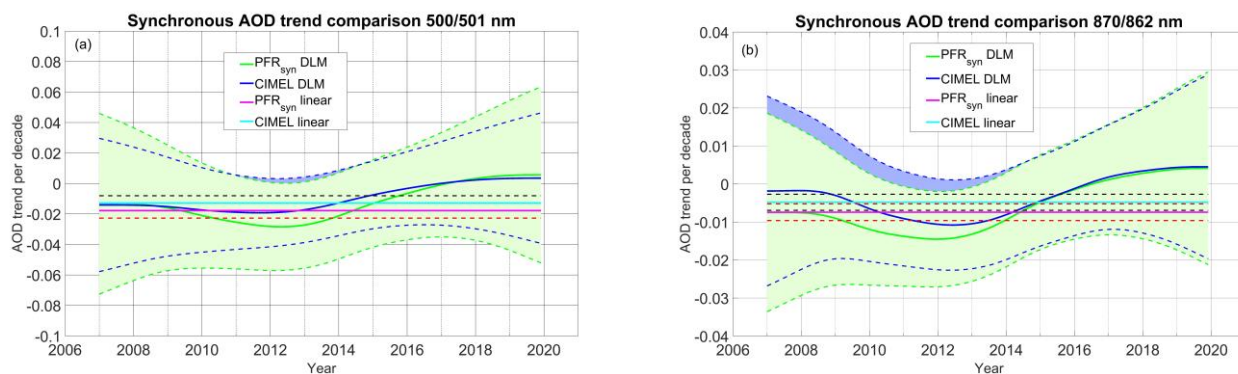 Synchronous AOD trend comparison 500/501 nm
(a)
PFRsyn DLM
CIMEL DLM
PFRsyn linear
CIMEL linear
AOD trend per decade
0.1
0.08
0.06
0.04
0.02
0
-0.02
-0.04
-0.06
-0.08
-0.1
2006 2008 2010 2012 2014 2016 2018 2020
Year
Synchronous AOD trend comparison 870/862 nm
(b)
PFRsyn DLM
CIMEL DLM
PFRsyn linear
CIMEL linear
AOD trend per decade
0.04
0.03
0.02
0.01
0
-0.01
-0.02
-0.03
-0.04
2006 2008 2010 2012 2014 2016 2018 2020
Year